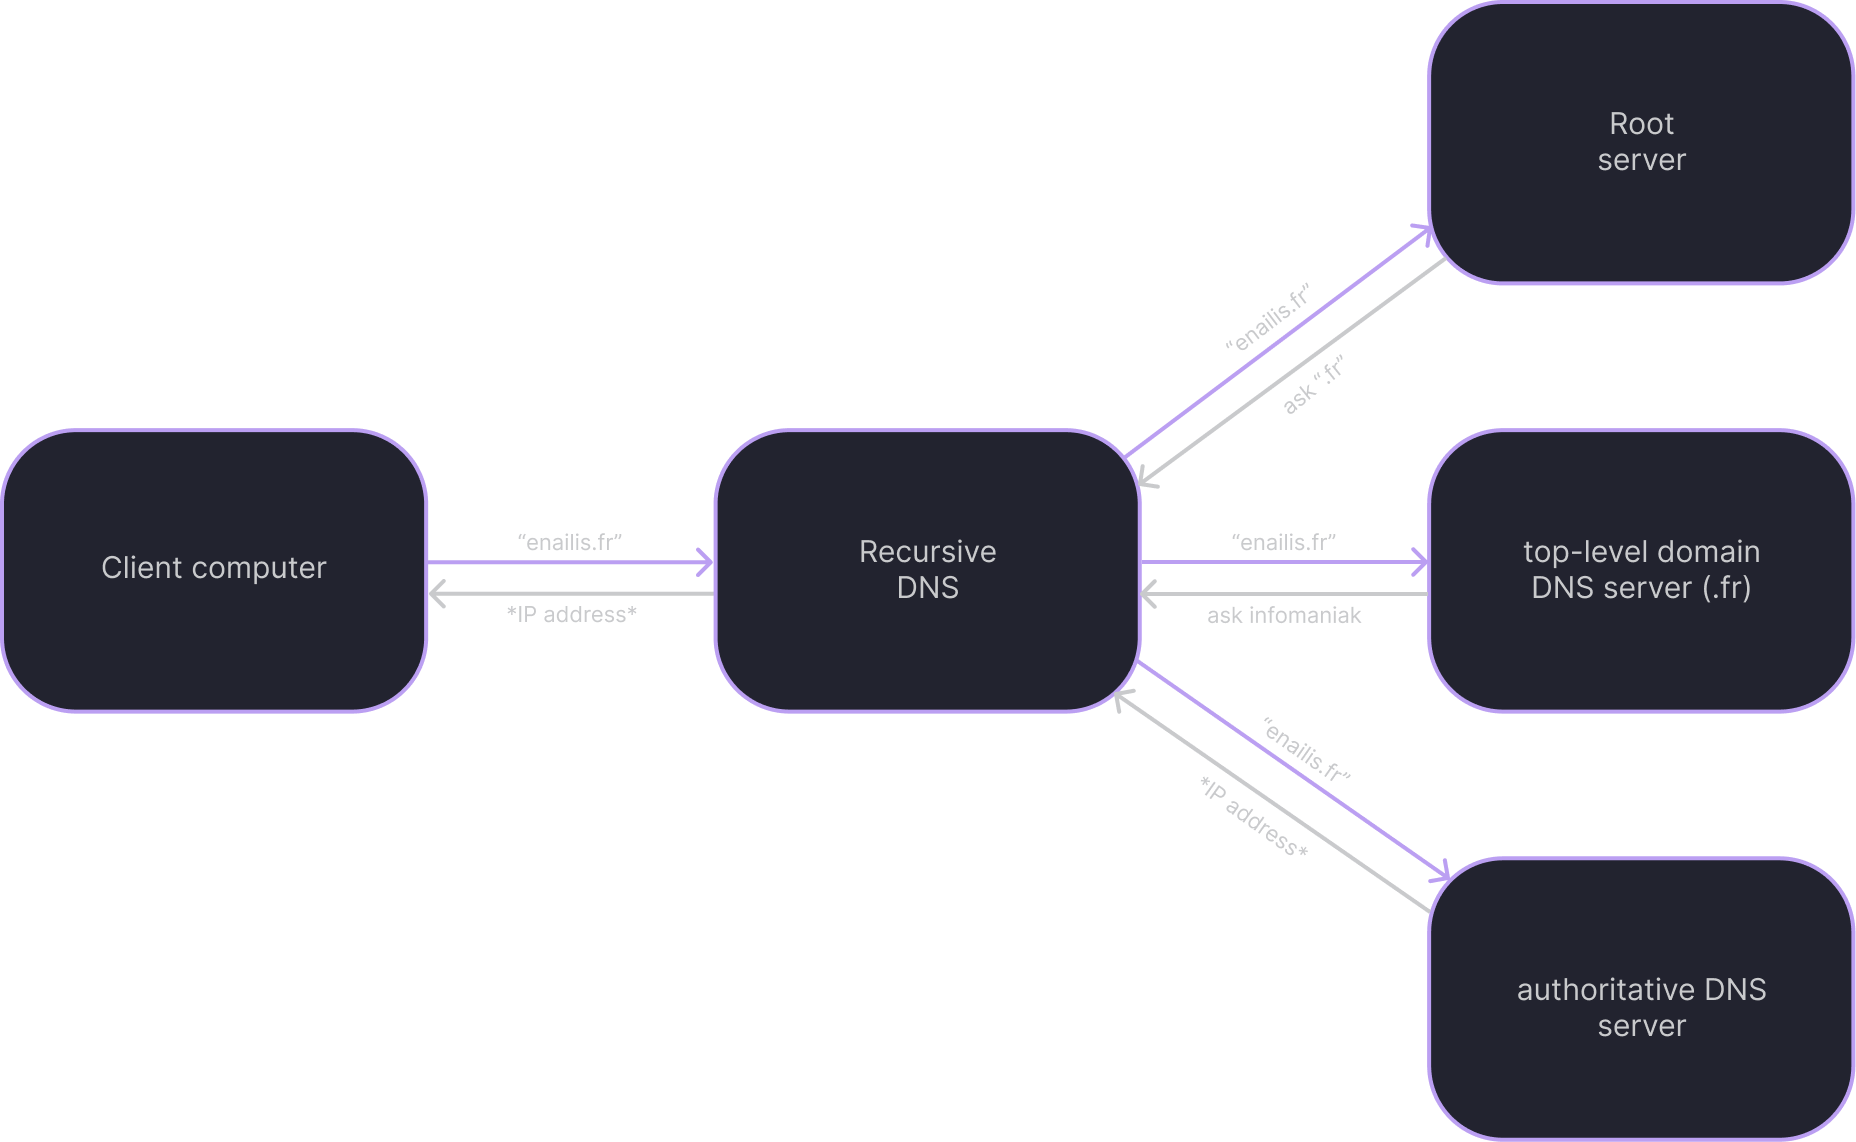 Root
server
“enailis.fr”
ask “.fr”
Client computer
“enailis.fr”
*IP address*
Recursive
DNS
“enailis.fr”
ask infomaniak
top-level domain
DNS server (.fr)
“enailis.fr”
*IP address*
authoritative DNS
server